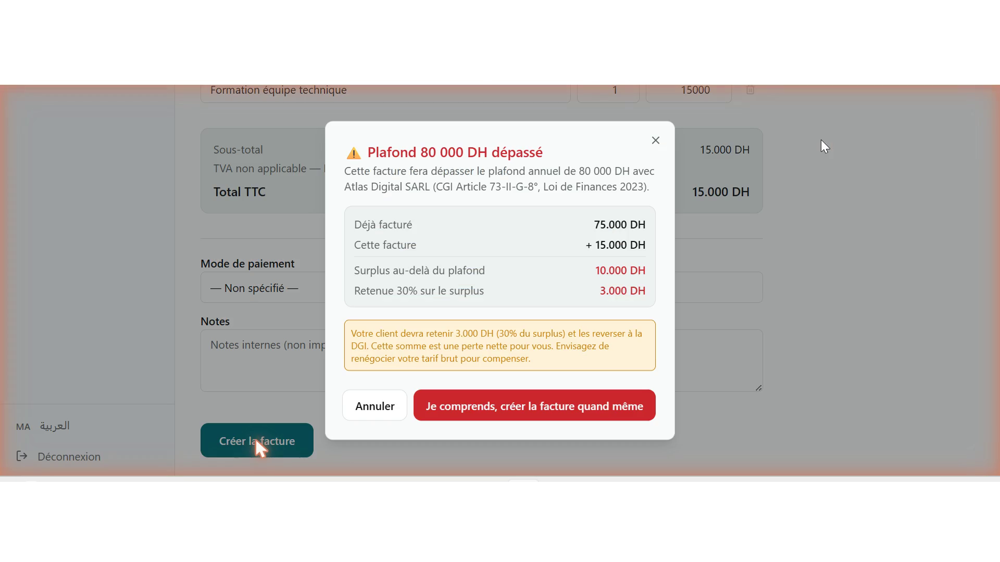 Formation équipe technique 1 15000
Sous-total 15.000 DH
TVA non applicable —
Total TTC 15.000 DH
Mode de paiement
— Non spécifié —
Notes
Notes internes (non
Créer la facture
MA العربية
Déconnexion
⚠️ Plafond 80 000 DH dépassé
Cette facture fera dépasser le plafond annuel de 80 000 DH avec
Atlas Digital SARL (CGI Article 73-II-G-8°, Loi de Finances 2023).
Déjà facturé 75.000 DH
Cette facture + 15.000 DH
Surplus au-delà du plafond 10.000 DH
Retenue 30% sur le surplus 3.000 DH
Votre client devra retenir 3.000 DH (30% du surplus) et les reverser à la
DGI. Cette somme est une perte nette pour vous. Envisagez de
renégocier votre tarif brut pour compenser.
Annuler
Je comprends, créer la facture quand même